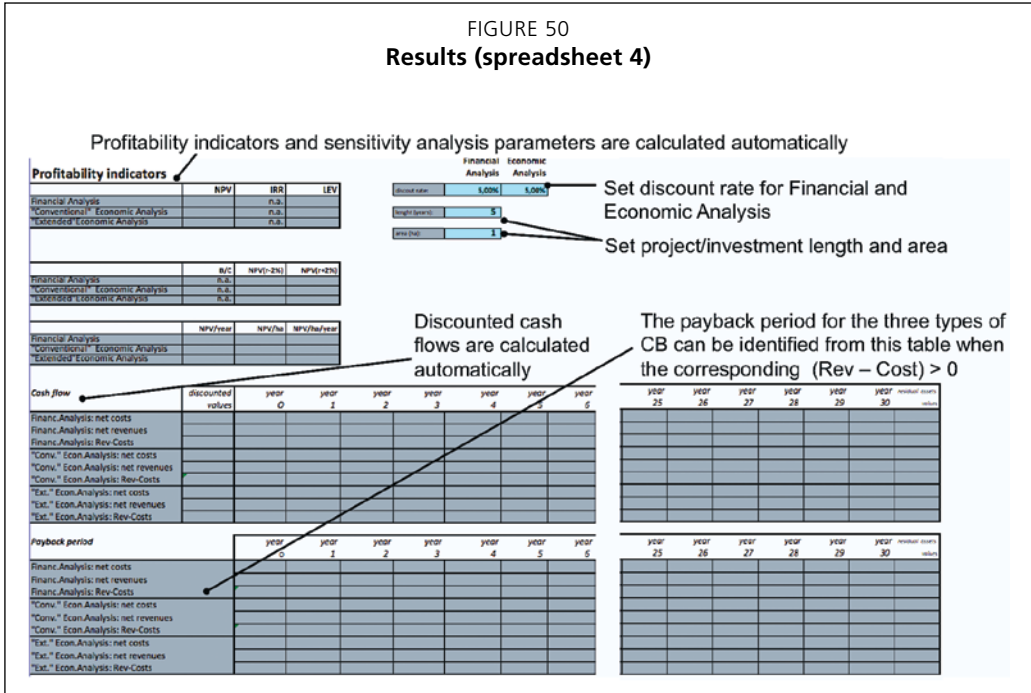 FIGURE 50
Results (spreadsheet 4)
Profitability indicators and sensitivity analysis parameters are calculated automatically
Profitability indicators
NPV IRR LEV
Financial Analysis n.a.
"Conventional" Economic Analysis n.a.
"Extended"Economic Analysis n.a.
Financial Economic
Analysis Analysis
discout rate: 5,00% 5,00%
lenght (years): 5
area (ha): 1
Set discount rate for Financial and
Economic Analysis
Set project/investment length and area
B/C NPV(r-2%) NPV(r+2%)
Financial Analysis n.a.
"Conventional" Economic Analysis n.a.
"Extended"Economic Analysis n.a.
NPV/year NPV/ha NPV/ha/year
Financial Analysis
"Conventional" Economic Analysis
"Extended"Economic Analysis
Discounted cash
flows are calculated
automatically
The payback period for the three types of
CB can be identified from this table when
the corresponding (Rev – Cost) > 0
Cash flow discounted year year year year year year year year year year year year year residual assets
values 0 1 2 3 4 5 6 25 26 27 28 29 30 values
Financ.Analysis: net costs
Financ.Analysis: net revenues
Financ.Analysis: Rev-Costs
"Conv." Econ.Analysis: net costs
"Conv." Econ.Analysis: net revenues
"Conv." Econ.Analysis: Rev-Costs
"Ext." Econ.Analysis: net costs
"Ext." Econ.Analysis: net revenues
"Ext." Econ.Analysis: Rev-Costs
Payback period year year year year year year year year year year year year year residual assets
0 1 2 3 4 5 6 25 26 27 28 29 30 values
Financ.Analysis: net costs
Financ.Analysis: net revenues
Financ.Analysis: Rev-Costs
"Conv." Econ.Analysis: net costs
"Conv." Econ.Analysis: net revenues
"Conv." Econ.Analysis: Rev-Costs
"Ext." Econ.Analysis: net costs
"Ext." Econ.Analysis: net revenues
"Ext." Econ.Analysis: Rev-Costs